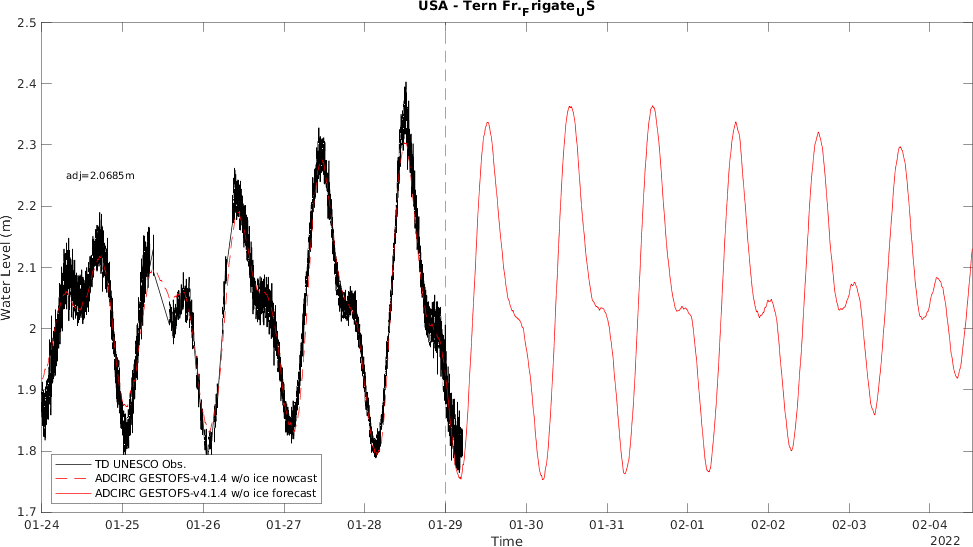 USA - Tern Fr.FrigateUS
2.5
2.4
2.3
2.2
2.1
2
1.9
1.8
1.7
Water Level (m)
adj=2.0685m
TD UNESCO Obs.
ADCIRC GESTOFS-v4.1.4 w/o ice nowcast
ADCIRC GESTOFS-v4.1.4 w/o ice forecast
01-24 01-25 01-26 01-27 01-28 01-29 01-30 01-31 02-01 02-02 02-03 02-04
Time
2022